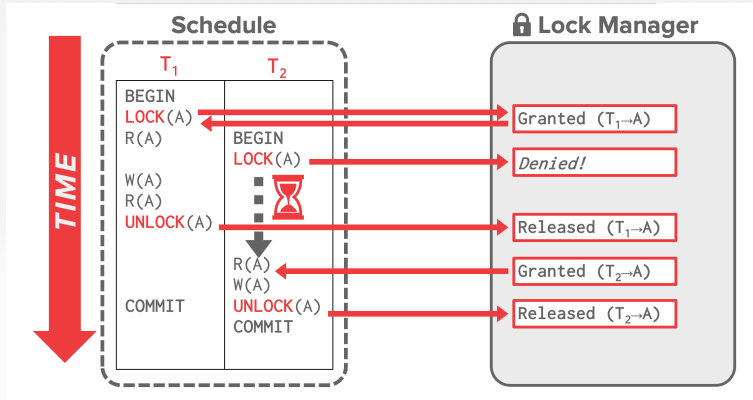 Schedule
Lock Manager
TIME
T1
T2
BEGIN
LOCK(A)
Granted (T1→A)
R(A)
BEGIN
LOCK(A)
Denied!
W(A)
R(A)
UNLOCK(A)
Released (T1→A)
R(A)
Granted (T2→A)
W(A)
COMMIT
UNLOCK(A)
Released (T2→A)
COMMIT